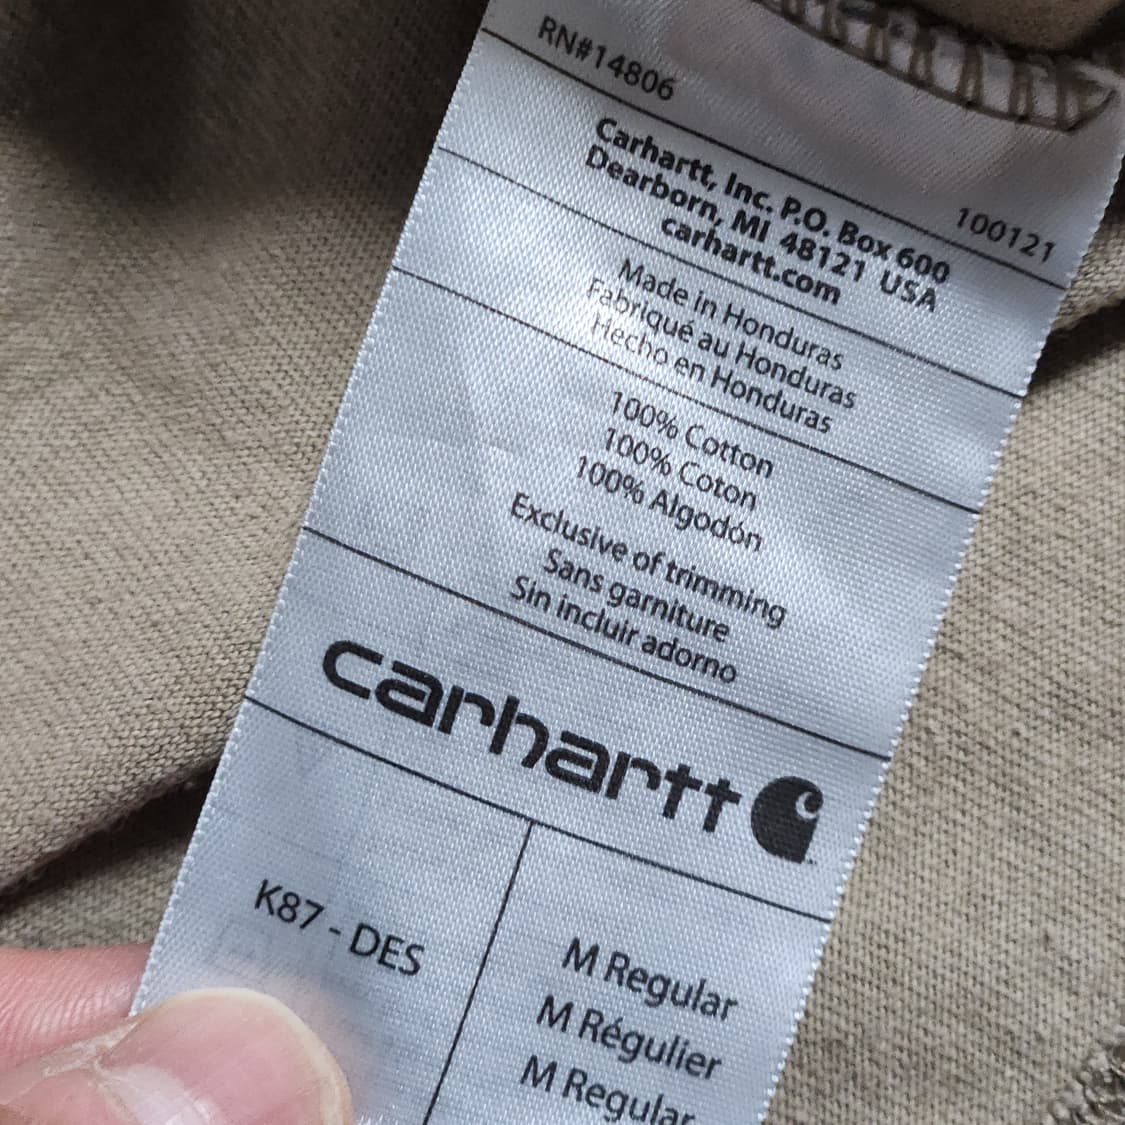 RN#14806
100121
Carhartt, Inc. P.O. Box 600
Dearborn, MI 48121 USA
carhartt.com
Made in Honduras
Fabriqué au Honduras
Hecho en Honduras
100% Cotton
100% Coton
100% Algodón
Exclusive of trimming
Sans garniture
Sin incluir adorno
carhartt
K87 - DES
M Regular
M Régulier
M Regular